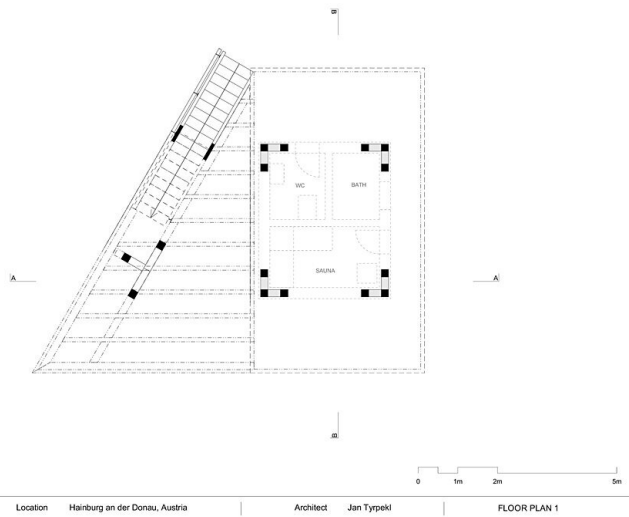 B
WC
BATH
SAUNA
A
A
B
0 1m 2m 5m
Location Hainburg an der Donau, Austria Architect Jan Tyrpekl FLOOR PLAN 1